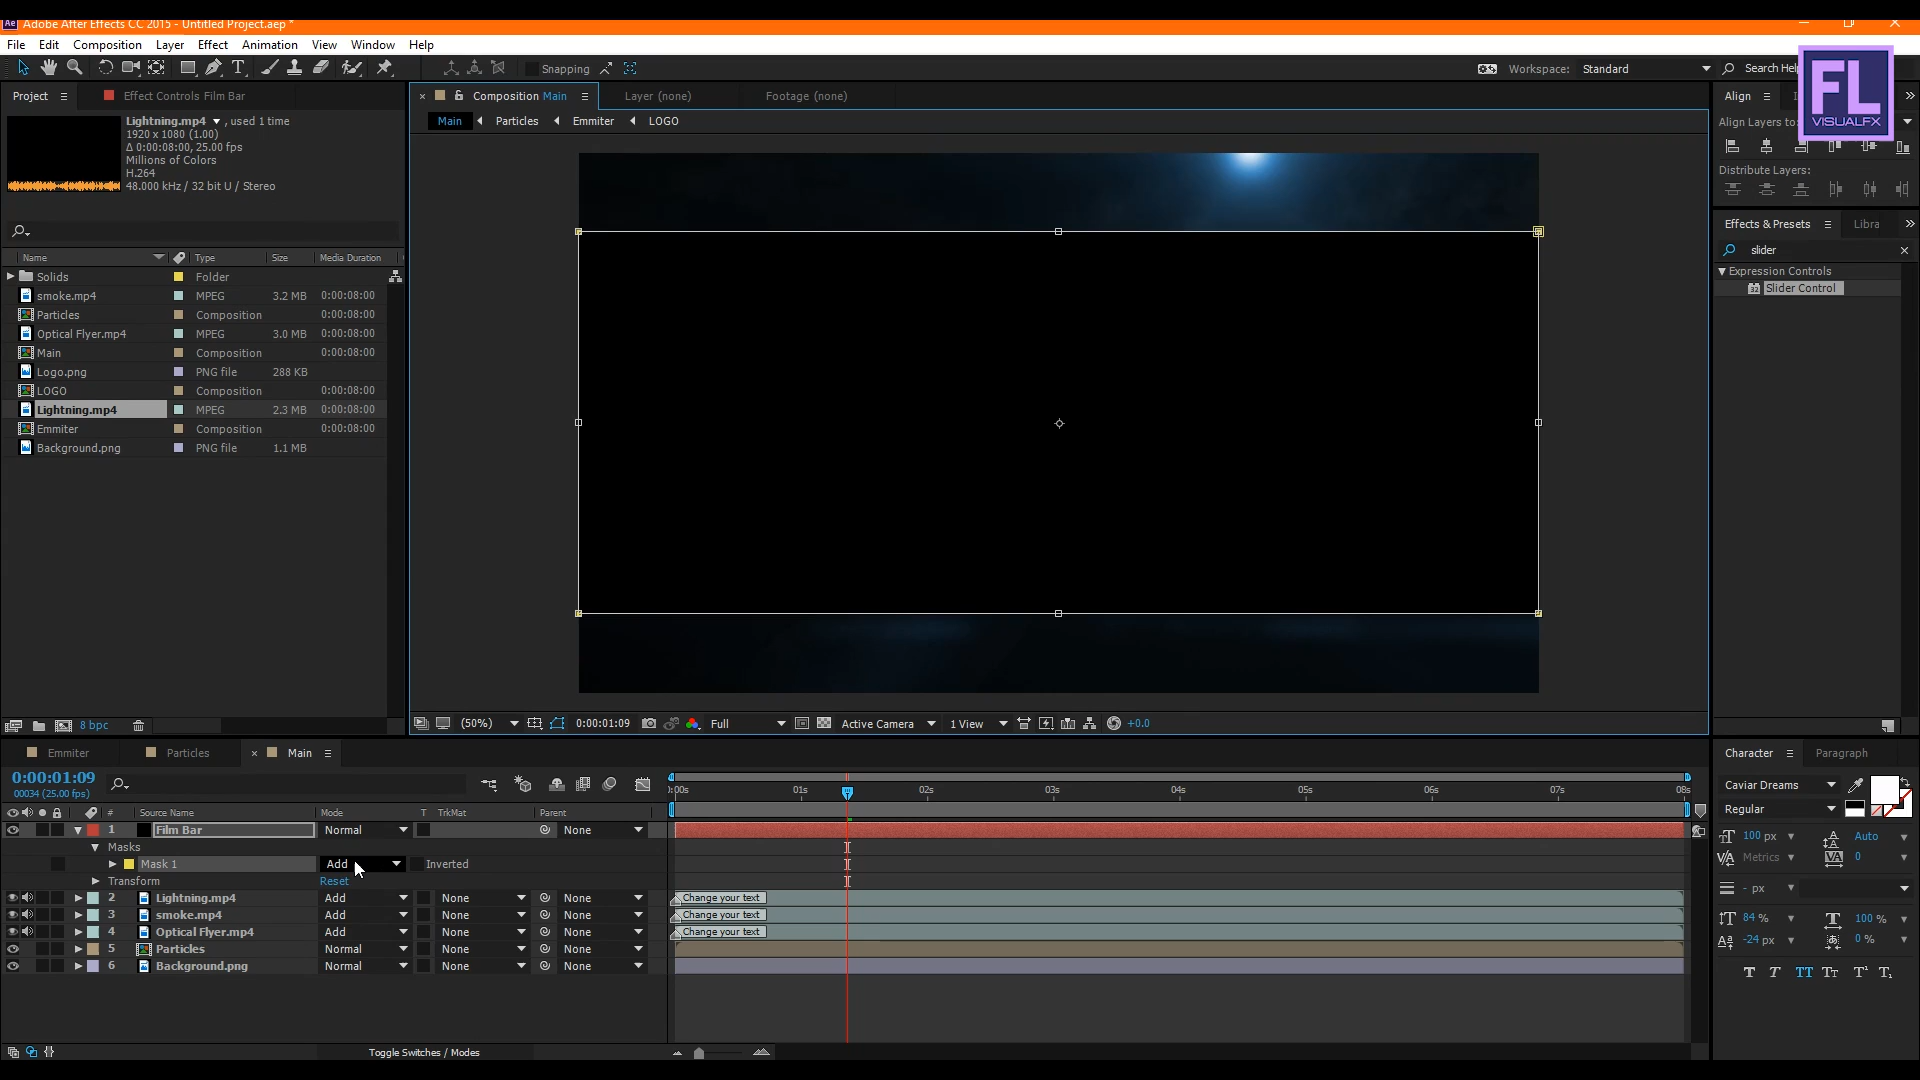 Adobe After Effects CC 2015 - Untitled Project.aep *
File Edit Composition Layer Effect Animation View Window Help
Snapping Workspace: Standard Search Help
FL
VISUALFX
Project Effect Controls Film Bar
Composition Main Layer (none) Footage (none)
Align
Main Particles Emmiter LOGO
Lightning.mp4 , used 1 time
1920 x 1080 (1.00)
Δ 0:00:08:00, 25.00 fps
Millions of Colors
H.264
48.000 kHz / 32 bit U / Stereo
Align Layers to:
Distribute Layers:
Effects & Presets Libra
slider
Expression Controls
Slider Control
Name Type Size Media Duration
Solids Folder
smoke.mp4 MPEG 3.2 MB 0:00:08:00
Particles Composition 0:00:08:00
Optical Flyer.mp4 MPEG 3.0 MB 0:00:08:00
Main Composition 0:00:08:00
Logo.png PNG file 288 KB
LOGO Composition 0:00:08:00
Lightning.mp4 MPEG 2.3 MB 0:00:08:00
Emmiter Composition 0:00:08:00
Background.png PNG file 1.1 MB
8 bpc
(50%) 0:00:01:09 Full Active Camera 1 View +0.0
Emmiter Particles Main
0:00:01:09
00034 (25.00 fps)
:00s 01s 02s 03s 04s 05s 06s 07s 08s
# Source Name Mode T TrkMat Parent
1 Film Bar Normal None
Masks
Mask 1 Add Inverted
Transform Reset
2 Lightning.mp4 Add None None Change your text
3 smoke.mp4 Add None None Change your text
4 Optical Flyer.mp4 Add None None Change your text
5 Particles Normal None None
6 Background.png Normal None None
Toggle Switches / Modes
Character Paragraph
Caviar Dreams
Regular
100 px Auto
Metrics 0
- px
84 % 100 %
-24 px 0 %
T T TT Tт T¹ T₁